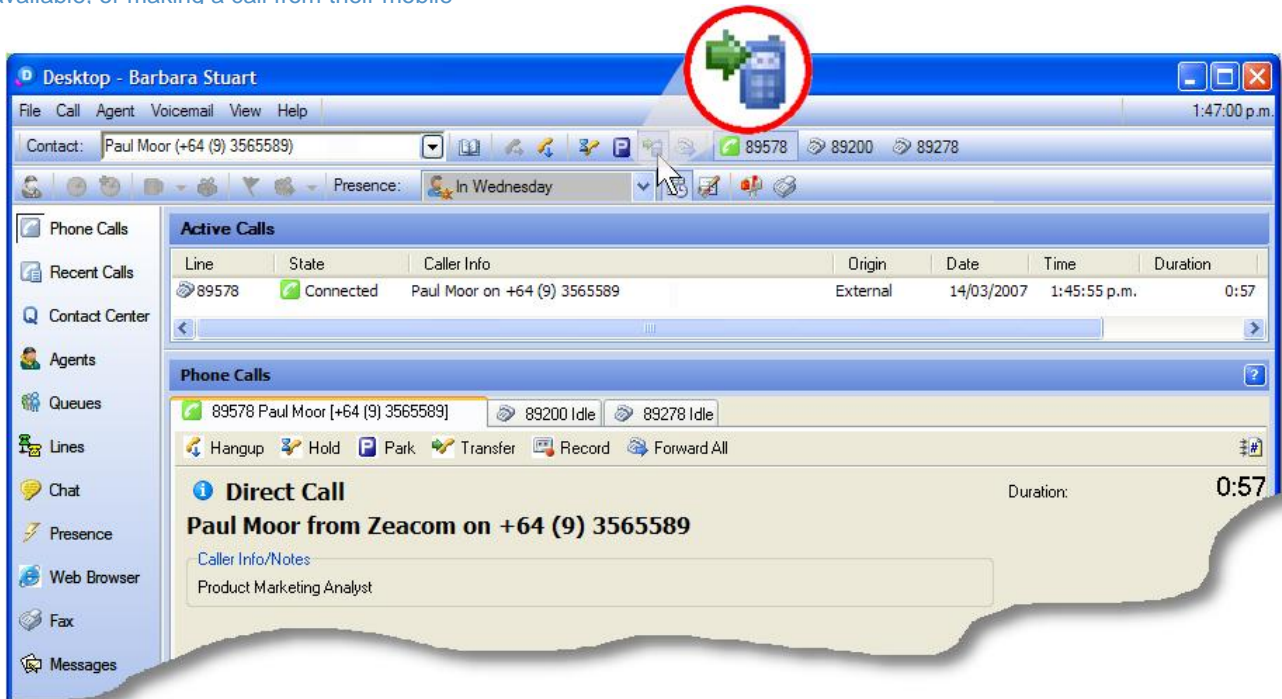 available, or making a call from their mobile
Desktop - Barbara Stuart
File Call Agent Voicemail View Help 1:47:00 p.m.
Contact: Paul Moor (+64 (9) 3565589) 89578 89200 89278
Presence: In Wednesday
Phone Calls
Recent Calls
Contact Center
Agents
Queues
Lines
Chat
Presence
Web Browser
Fax
Messages
Active Calls
Line State Caller Info Origin Date Time Duration
89578 Connected Paul Moor on +64 (9) 3565589 External 14/03/2007 1:45:55 p.m. 0:57
Phone Calls
89578 Paul Moor [+64 (9) 3565589] 89200 Idle 89278 Idle
Hangup Hold P Park Transfer Record Forward All
Direct Call Duration: 0:57
Paul Moor from Zeacom on +64 (9) 3565589
Caller Info/Notes
Product Marketing Analyst